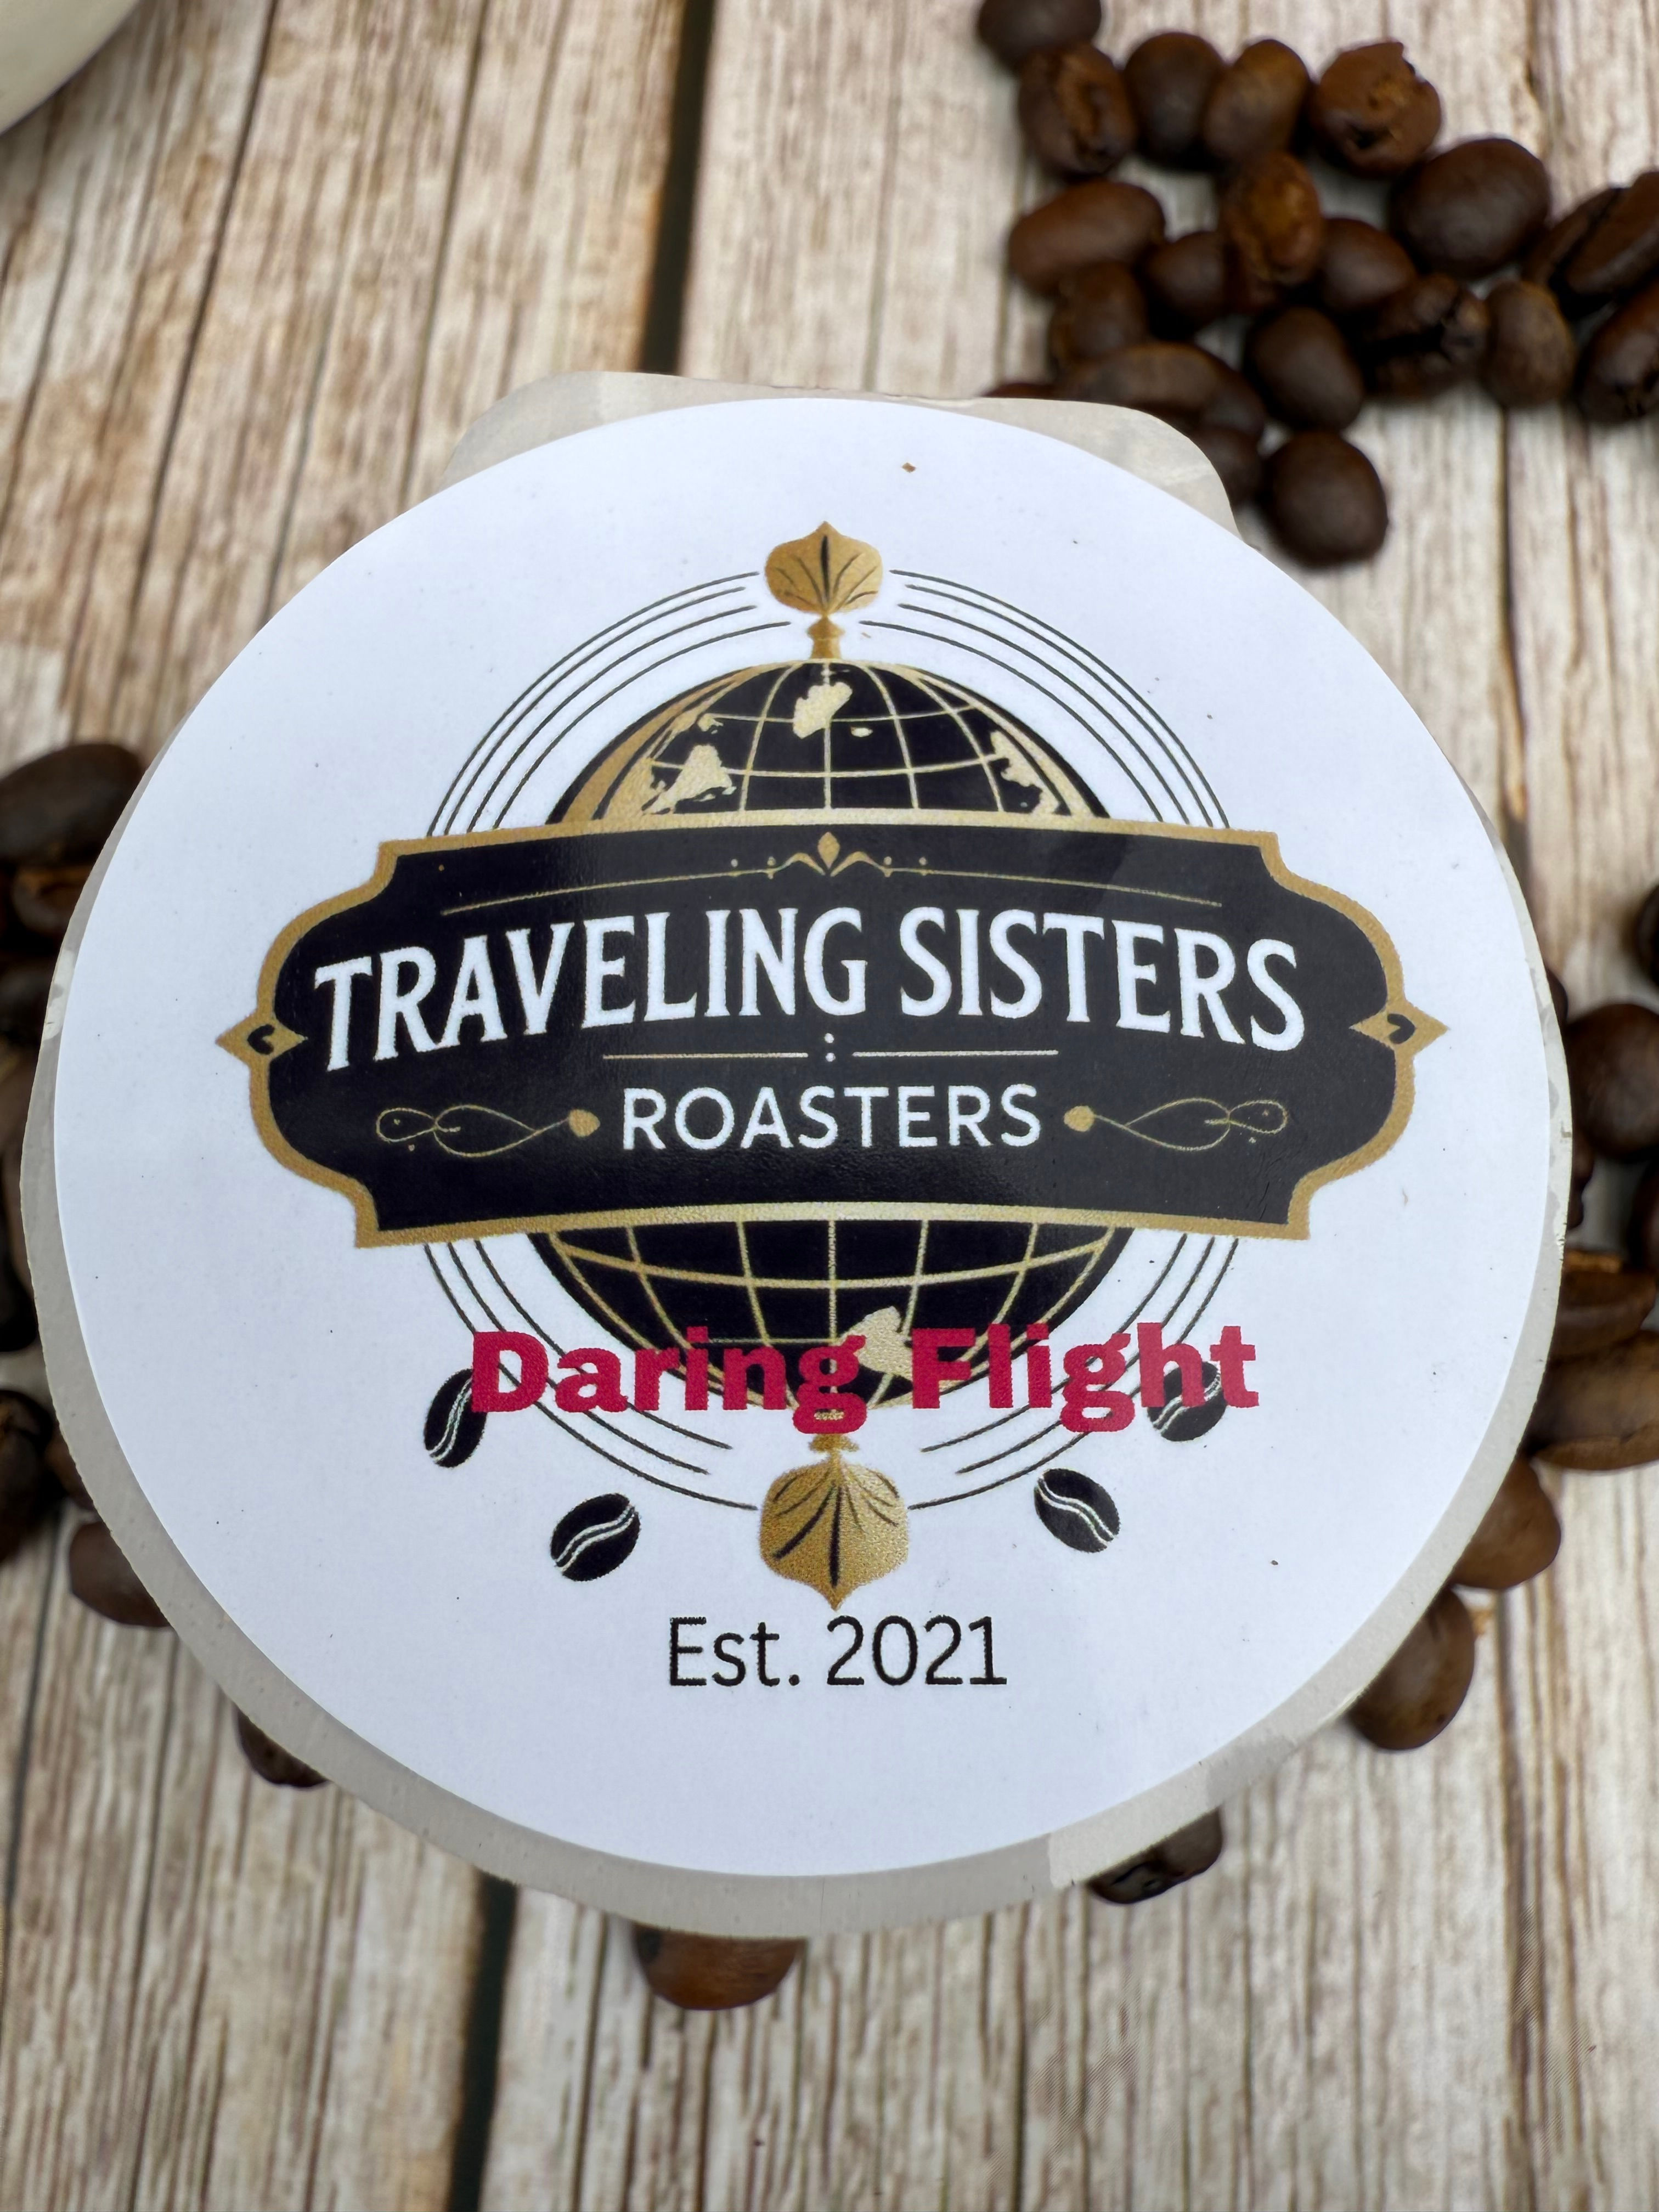 TRAVELING SISTERS
ROASTERS
Daring Flight
Est. 2021